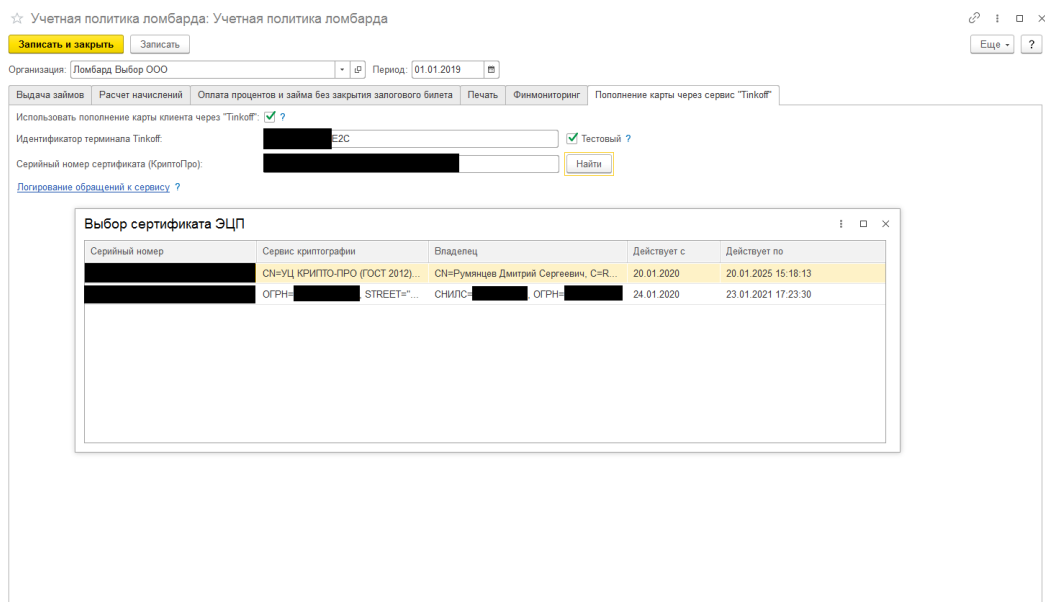 Учетная политика ломбарда: Учетная политика ломбарда
Записать и закрыть Записать Еще ?
Организация: Ломбард Выбор ООО Период: 01.01.2019
Выдача займов Расчет начислений Оплата процентов и займа без закрытия залогового билета Печать Финмониторинг Пополнение карты через сервис "Tinkoff"
Использовать пополнение карты клиента через "Tinkoff": ?
Идентификатор терминала Tinkoff: E2C Тестовый ?
Серийный номер сертификата (КриптоПро): Найти
Логирование обращений к сервису ?
Выбор сертификата ЭЦП
Серийный номер Сервис криптографии Владелец Действует с Действует по
CN=УЦ КРИПТО-ПРО (ГОСТ 2012)... CN=Румянцев Дмитрий Сергеевич, C=R... 20.01.2020 20.01.2025 15:18:13
ОГРН= , STREET="... СНИЛС= , ОГРН= 24.01.2020 23.01.2021 17:23:30